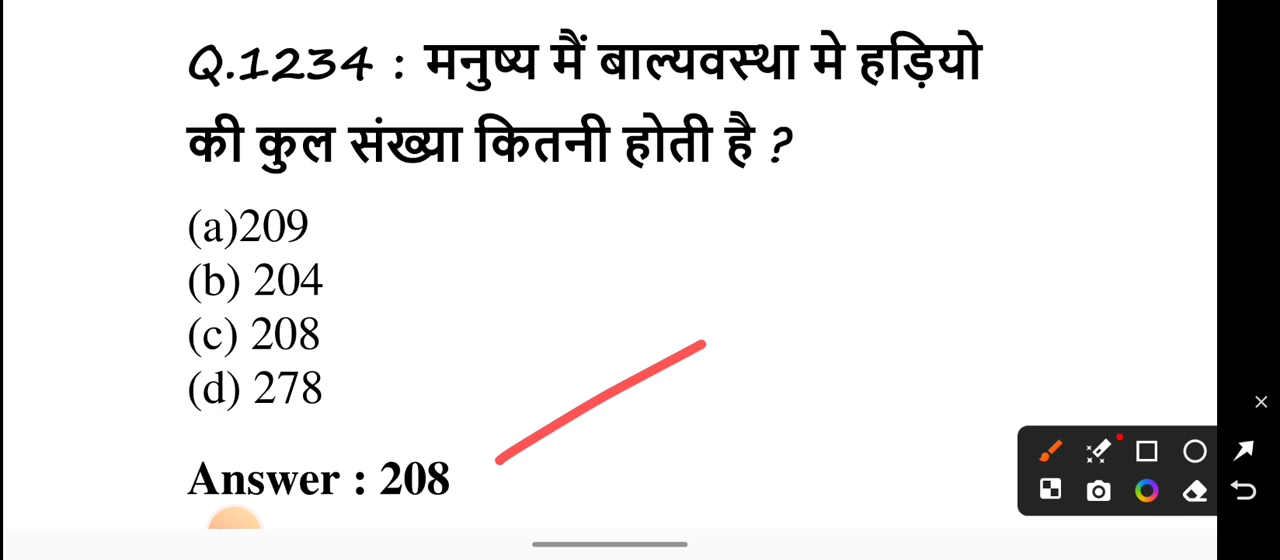 Q.1234 : मनुष्य मैं बाल्यवस्था मे हड़ियो
की कुल संख्या कितनी होती है ?
(a)209
(b) 204
(c) 208
(d) 278
Answer : 208